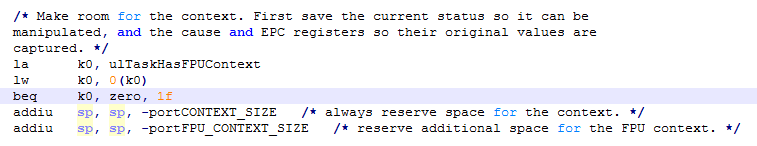 /* Make room for the context. First save the current status so it can be
manipulated, and the cause and EPC registers so their original values are
captured. */
la k0, ulTaskHasFPUContext
lw k0, 0(k0)
beq k0, zero, 1f
addiu sp, sp, -portCONTEXT_SIZE /* always reserve space for the context. */
addiu sp, sp, -portFPU_CONTEXT_SIZE /* reserve additional space for the FPU context. */